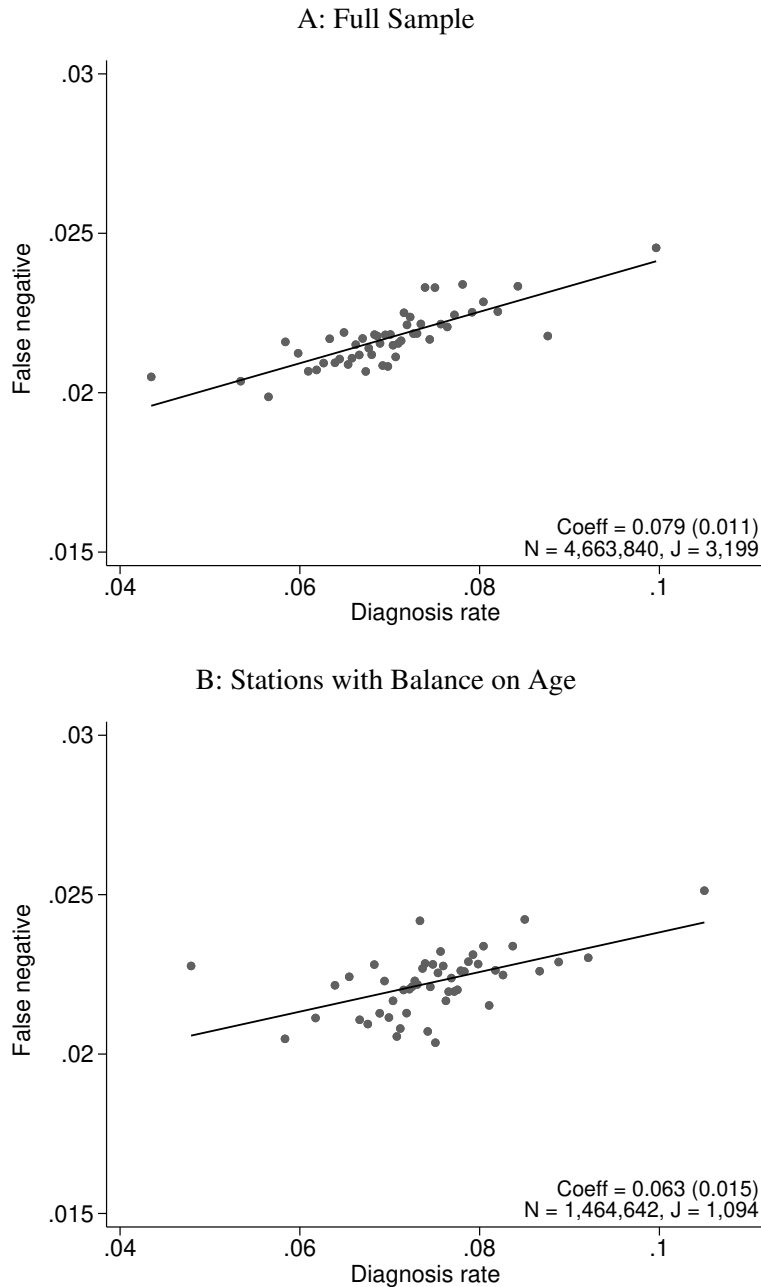 A: Full Sample
.03
.025
.02
.015
False negative
Coeff = 0.079 (0.011)
N = 4,663,840, J = 3,199
.04 .06 .08 .1
Diagnosis rate
B: Stations with Balance on Age
.03
.025
.02
.015
False negative
Coeff = 0.063 (0.015)
N = 1,464,642, J = 1,094
.04 .06 .08 .1
Diagnosis rate